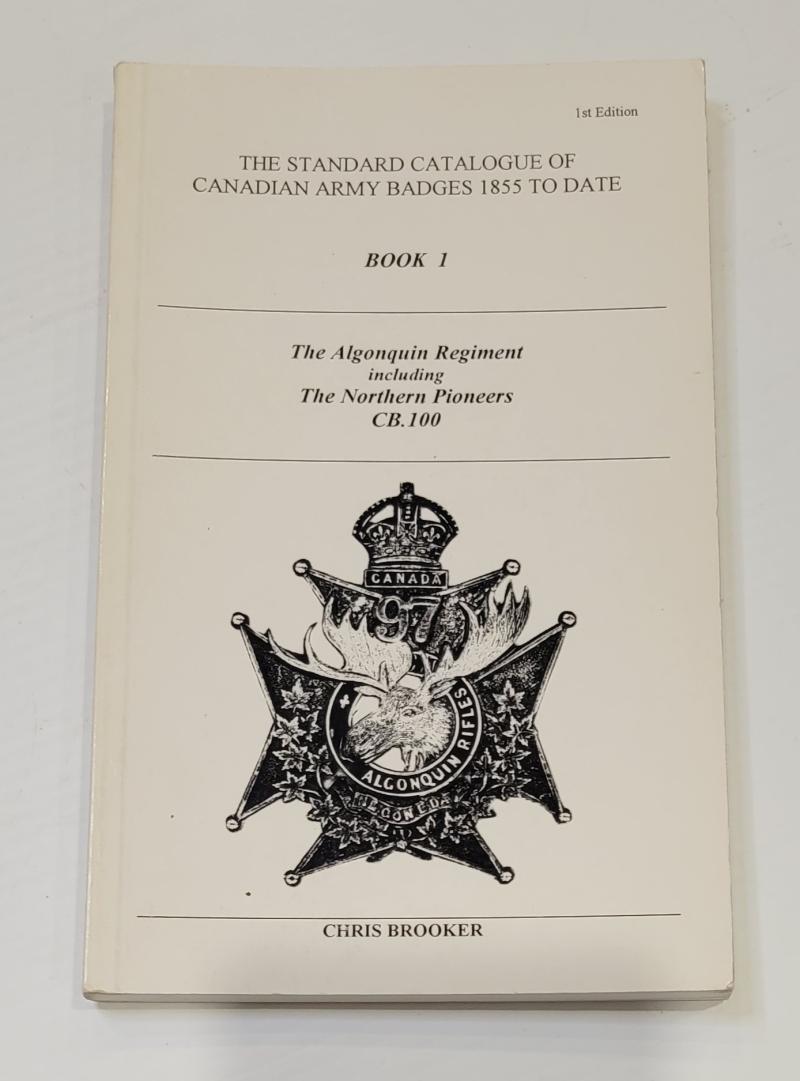 1st Edition
THE STANDARD CATALOGUE OF
CANADIAN ARMY BADGES 1855 TO DATE
BOOK 1
The Algonquin Regiment
including
The Northern Pioneers
CB.100
CANADA
97
ALGONQUIN RIFLES
CHRIS BROOKER